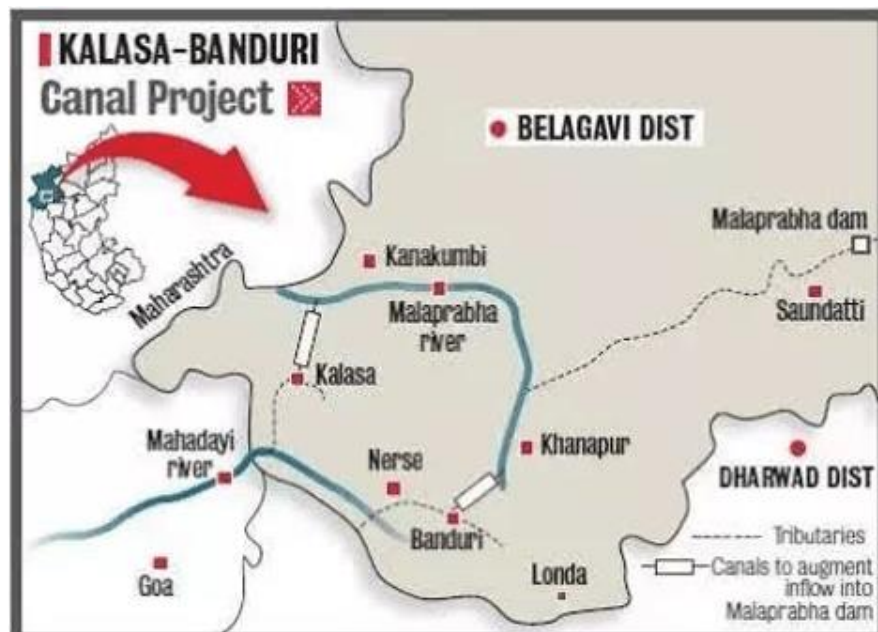 KALASA-BANDURI
Canal Project
BELAGAVI DIST
Malaprabha dam
Kanakumbi
Maharashtra
Malaprabha
river
Saundatti
Kalasa
Mahadayi
river
Nerse
Khanapur
DHARWAD DIST
Banduri
Tributaries
Goa
Londa
Canals to augment
inflow into
Malaprabha dam